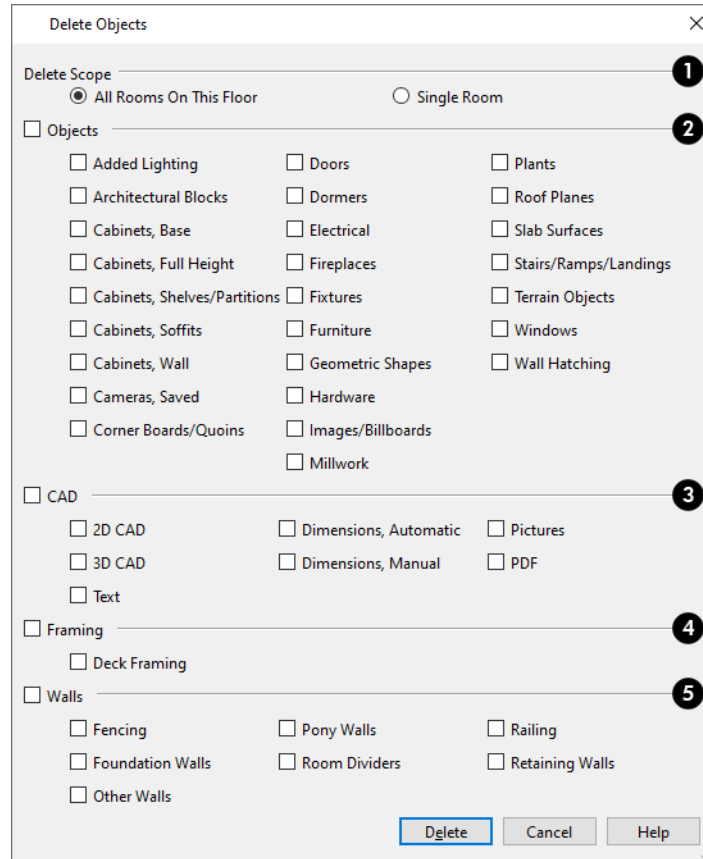 Delete Objects
Delete Scope 1
All Rooms On This Floor Single Room
Objects 2
Added Lighting Doors Plants
Architectural Blocks Dormers Roof Planes
Cabinets, Base Electrical Slab Surfaces
Cabinets, Full Height Fireplaces Stairs/Ramps/Landings
Cabinets, Shelves/Partitions Fixtures Terrain Objects
Cabinets, Soffits Furniture Windows
Cabinets, Wall Geometric Shapes Wall Hatching
Cameras, Saved Hardware
Corner Boards/Quoins Images/Billboards
Millwork
CAD 3
2D CAD Dimensions, Automatic Pictures
3D CAD Dimensions, Manual PDF
Text
Framing 4
Deck Framing
Walls 5
Fencing Pony Walls Railing
Foundation Walls Room Dividers Retaining Walls
Other Walls
Delete Cancel Help